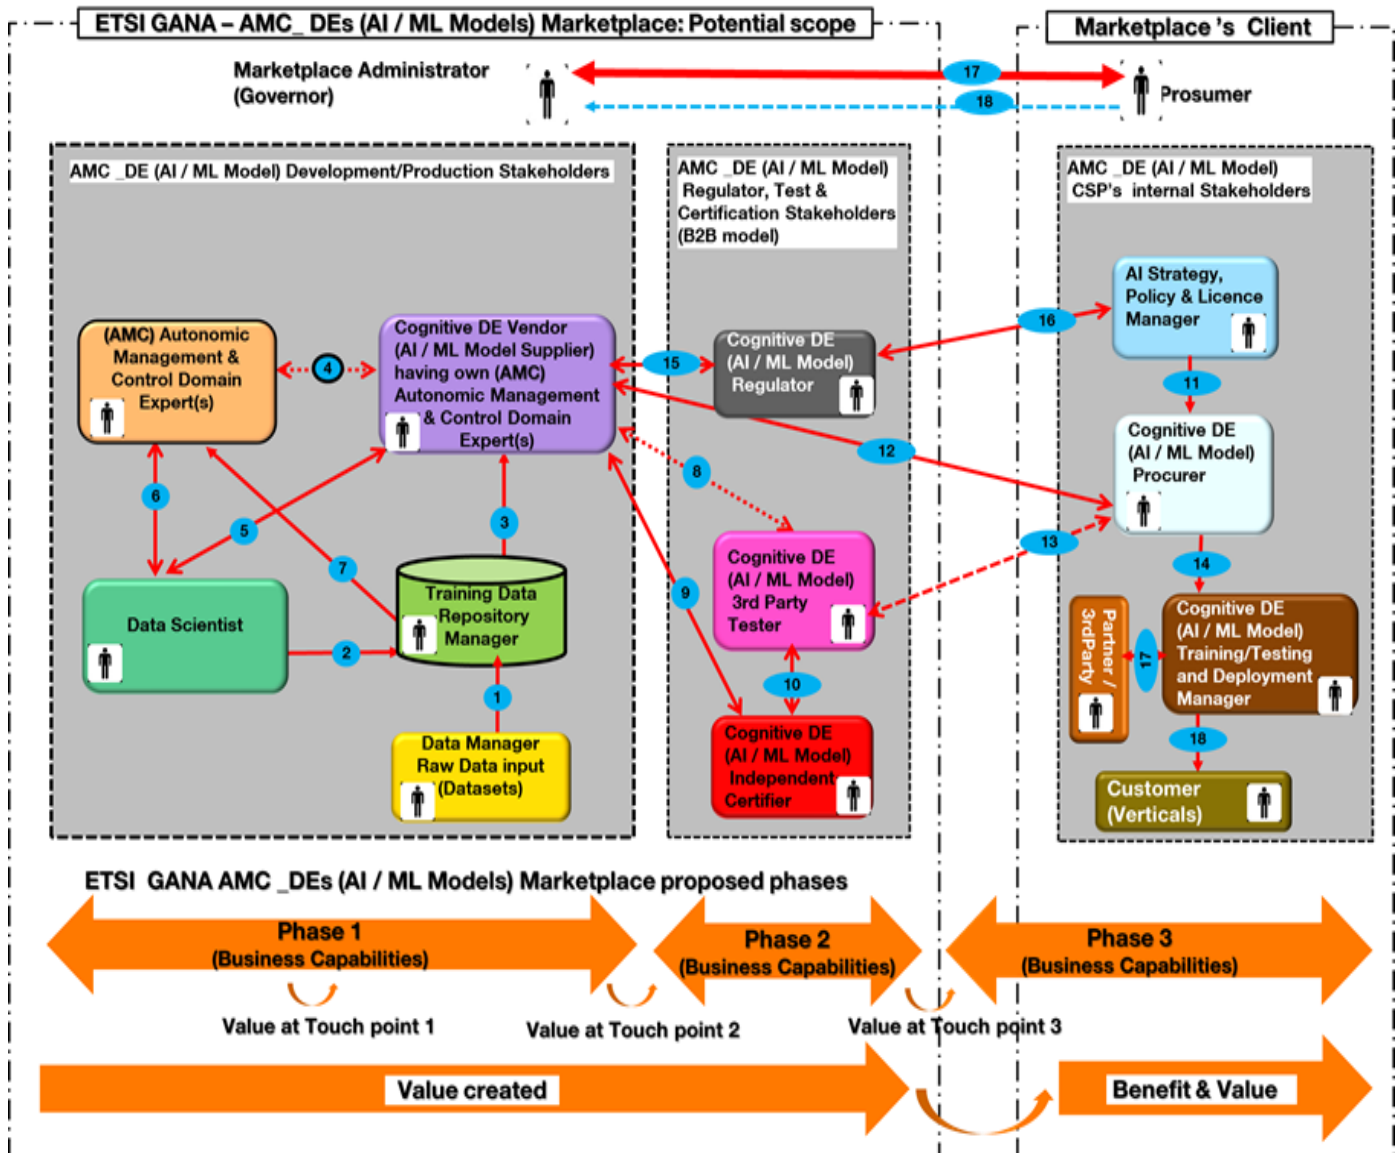 ETSI GANA – AMC_ DEs (AI / ML Models) Marketplace: Potential scope
Marketplace 's Client
Marketplace Administrator
(Governor)
17
18
Prosumer
AMC _DE (AI / ML Model) Development/Production Stakeholders
AMC _DE (AI / ML Model)
Regulator, Test &
Certification Stakeholders
(B2B model)
AMC _DE (AI / ML Model)
CSP's internal Stakeholders
(AMC) Autonomic
Management &
Control Domain
Expert(s)
4
Cognitive DE Vendor
(AI / ML Model Supplier)
having own (AMC)
Autonomic Management
& Control Domain
Expert(s)
15
Cognitive DE
(AI / ML Model)
Regulator
16
AI Strategy,
Policy & Licence
Manager
11
12
Cognitive DE
(AI / ML Model)
Procurer
6
5
7
3
8
9
13
14
Data Scientist
2
Training Data
Repository
Manager
1
Cognitive DE
(AI / ML Model)
3rd Party
Tester
10
Partner /
3rdParty
17
Cognitive DE
(AI / ML Model)
Training/Testing
and Deployment
Manager
18
Data Manager
Raw Data input
(Datasets)
Cognitive DE
(AI / ML Model)
Independent
Certifier
Customer
(Verticals)
ETSI GANA AMC _DEs (AI / ML Models) Marketplace proposed phases
Phase 1
(Business Capabilities)
Phase 2
(Business Capabilities)
Phase 3
(Business Capabilities)
Value at Touch point 1
Value at Touch point 2
Value at Touch point 3
Value created
Benefit & Value